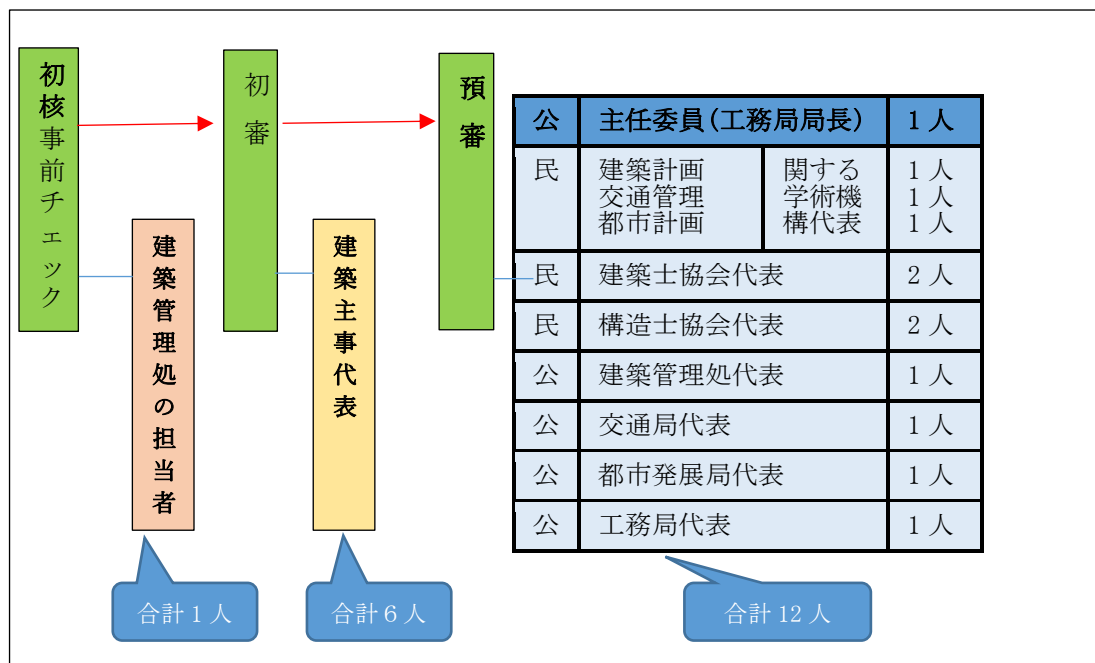 初核事前チェック
初審
預審
建築管理処の担当者
建築主事代表
公 主任委員(工務局局長) 1人
民 建築計画 関する 1人
交通管理 学術機 1人
都市計画 構代表 1人
民 建築士協会代表 2人
民 構造士協会代表 2人
公 建築管理処代表 1人
公 交通局代表 1人
公 都市発展局代表 1人
公 工務局代表 1人
合計1人
合計6人
合計12人